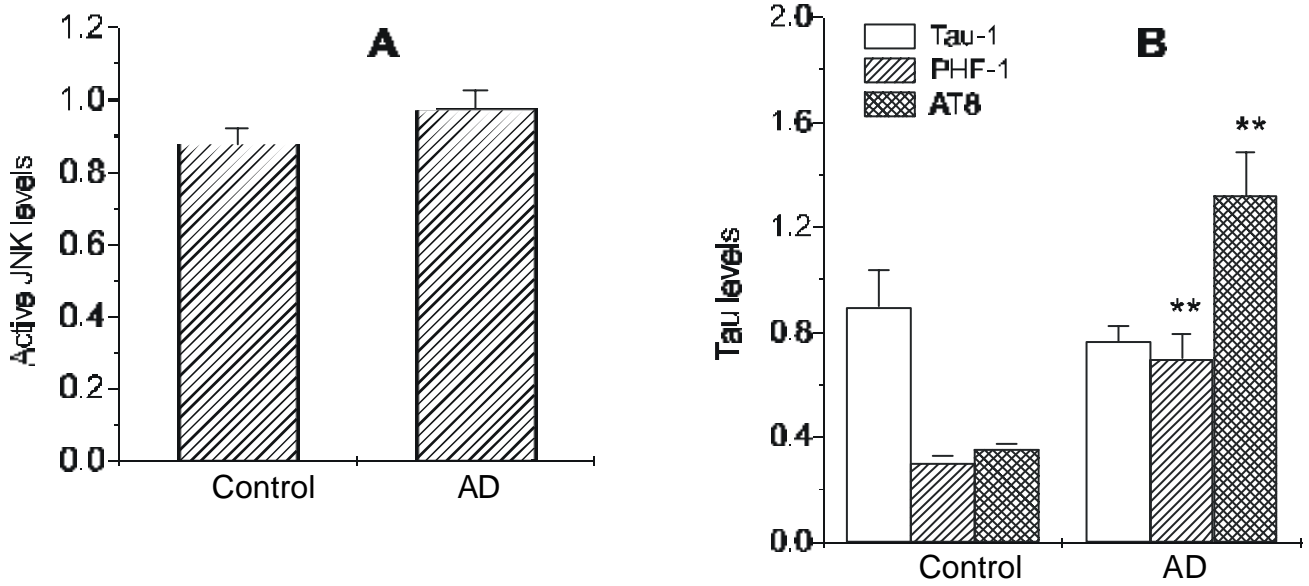 A
Active JNK levels
1.2
1.0
0.8
0.6
0.4
0.2
0.0
Control AD
B
Tau-1
PHF-1
AT8
Tau levels
2.0
1.6
1.2
0.8
0.4
0.0
**
**
Control AD